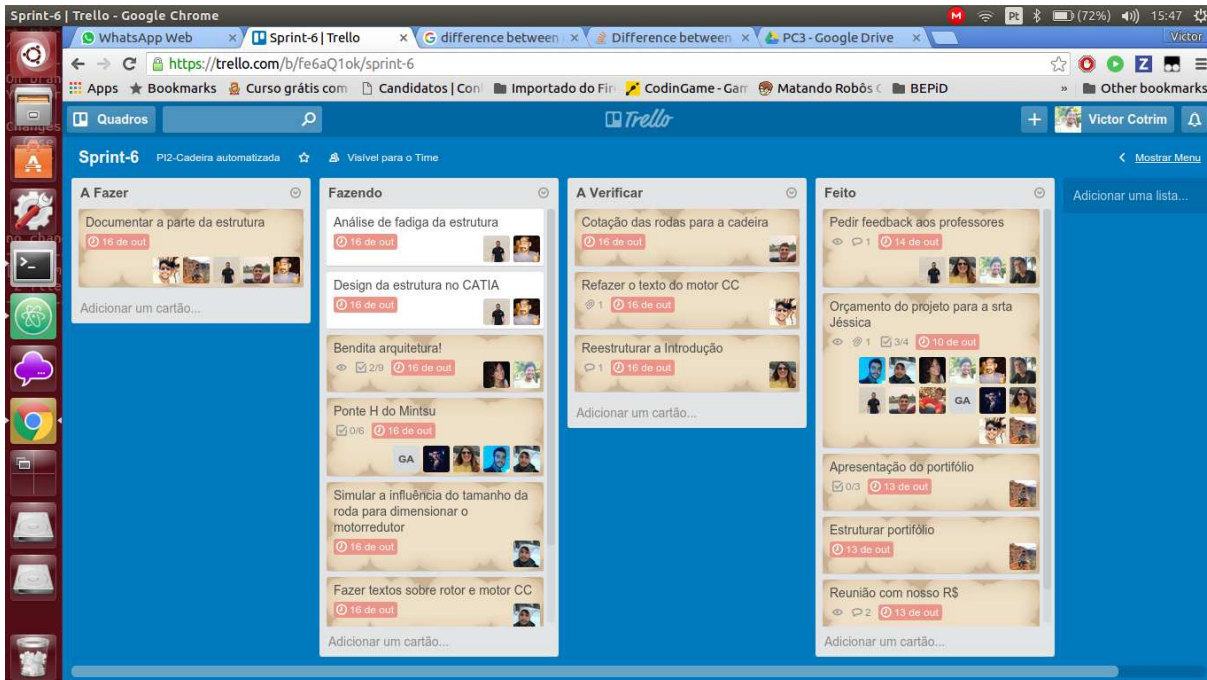 Sprint-6 | Trello - Google Chrome
Pt
(72%)
15:47
WhatsApp Web
Sprint-6 | Trello
difference between
Difference between
PC3 - Google Drive
Victor
https://trello.com/b/fe6aQ1ok/sprint-6
Apps
Bookmarks
Curso grátis com
Candidatos | Con
Importado do Fir
CodinGame - Gam
Matando Robôs
BEPiD
»
Other bookmarks
Quadros
Trello
Victor Cotrim
Sprint-6
PI2-Cadeira automatizada
Visível para o Time
Mostrar Menu
A Fazer
Documentar a parte da estrutura
16 de out
Adicionar um cartão...
Fazendo
Análise de fadiga da estrutura
16 de out
Design da estrutura no CATIA
16 de out
Bendita arquitetura!
2/9
16 de out
Ponte H do Mintsu
0/6
16 de out
GA
Simular a influência do tamanho da
roda para dimensionar o
motorredutor
16 de out
Fazer textos sobre rotor e motor CC
16 de out
Adicionar um cartão...
A Verificar
Cotação das rodas para a cadeira
16 de out
Refazer o texto do motor CC
1
16 de out
Reestruturar a Introdução
1
16 de out
Adicionar um cartão...
Feito
Pedir feedback aos professores
1
14 de out
Orçamento do projeto para a srta
Jéssica
1
3/4
10 de out
GA
Apresentação do portifólio
0/3
13 de out
Estruturar portifólio
13 de out
Reunião com nosso R$
2
13 de out
Adicionar um cartão...
Adicionar uma lista...